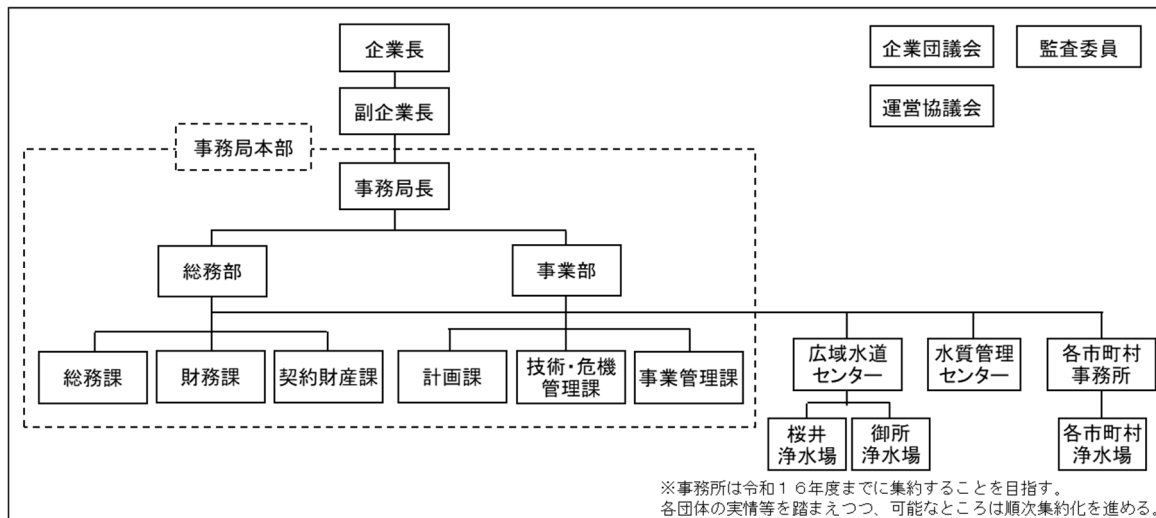 企業長
企業団議会
監査委員
副企業長
運営協議会
事務局本部
事務局長
総務部
事業部
総務課
財務課
契約財産課
計画課
技術・危機
管理課
事業管理課
広域水道
センター
水質管理
センター
各市町村
事務所
桜井
浄水場
御所
浄水場
各市町村
浄水場
※事務所は令和１６年度までに集約することを目指す。
各団体の実情等を踏まえつつ、可能なところは順次集約化を進める。